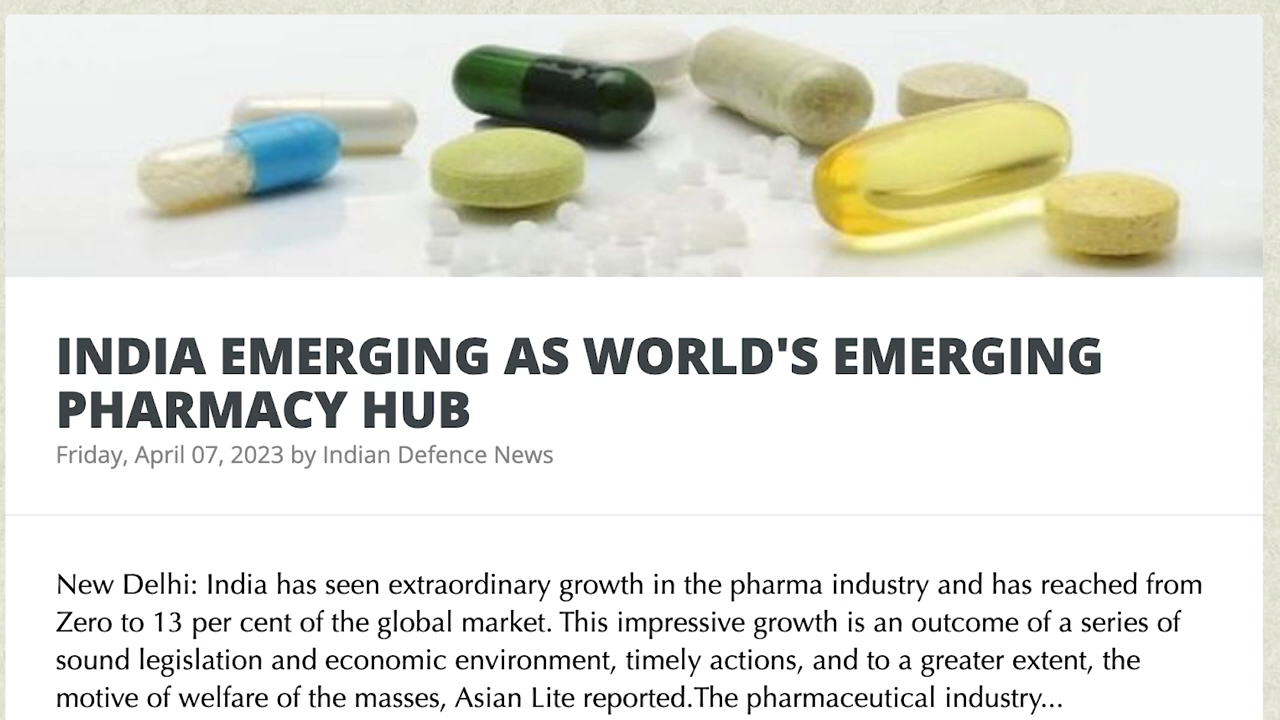 INDIA EMERGING AS WORLD'S EMERGING
PHARMACY HUB
Friday, April 07, 2023 by Indian Defence News
New Delhi: India has seen extraordinary growth in the pharma industry and has reached from
Zero to 13 per cent of the global market. This impressive growth is an outcome of a series of
sound legislation and economic environment, timely actions, and to a greater extent, the
motive of welfare of the masses, Asian Lite reported.The pharmaceutical industry...